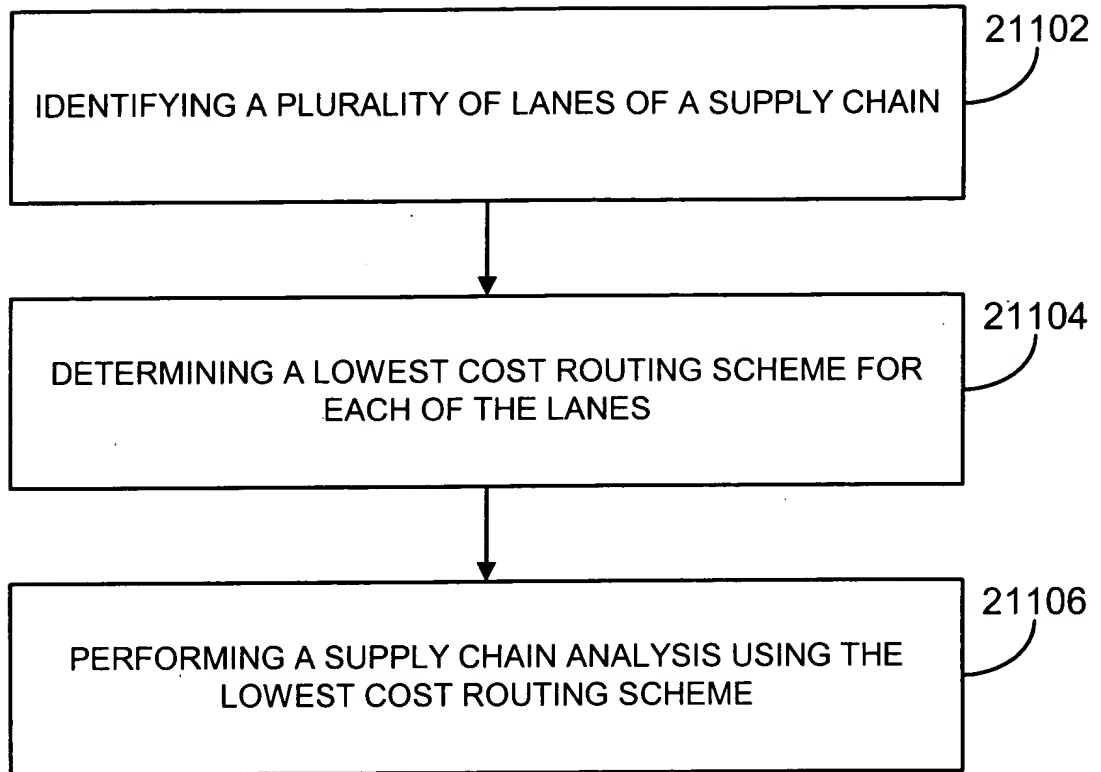 21102
IDENTIFYING A PLURALITY OF LANES OF A SUPPLY CHAIN
21104
DETERMINING A LOWEST COST ROUTING SCHEME FOR
EACH OF THE LANES
21106
PERFORMING A SUPPLY CHAIN ANALYSIS USING THE
LOWEST COST ROUTING SCHEME